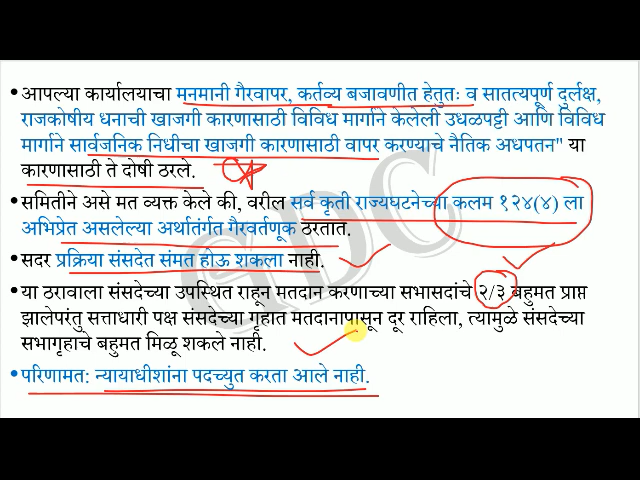 • आपल्या कार्यालयाचा मनमानी गैरवापर, कर्तव्य बजावणीत हेतुतः व सातत्यपूर्ण दुर्लक्ष,
राजकोषीय धनाची खाजगी कारणासाठी विविध मार्गाने केलेली उधळपट्टी आणि विविध
मार्गाने सार्वजनिक निधीचा खाजगी कारणासाठी वापर करण्याचे नैतिक अधपतन" या
कारणासाठी ते दोषी ठरले.
• समितीने असे मत व्यक्त केले की, वरील सर्व कृती राज्यघटनेच्या कलम १२४(४) ला
अभिप्रेत असलेल्या अर्थातंर्गत गैरवर्तणूक ठरतात.
• सदर प्रक्रिया संसदेत संमत होऊ शकला नाही.
• या ठरावाला संसदेच्या उपस्थित राहून मतदान करणाच्या सभासदांचे २/३ बहुमत प्राप्त
झालेपरंतु सत्ताधारी पक्ष संसदेच्या गृहात मतदानापासून दूर राहिला, त्यामुळे संसदेच्या
सभागृहाचे बहुमत मिळू शकले नाही.
• परिणामत: न्यायाधीशांना पदच्युत करता आले नाही.
GDC